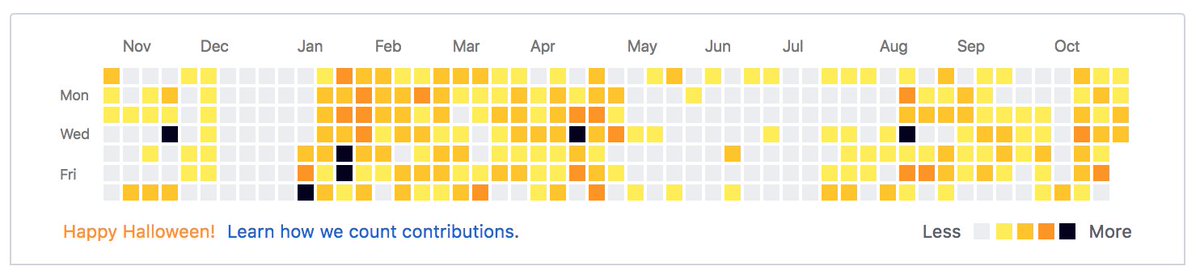 Nov Dec Jan Feb Mar Apr May Jun Jul Aug Sep Oct
Mon
Wed
Fri
Happy Halloween! Learn how we count contributions. Less More